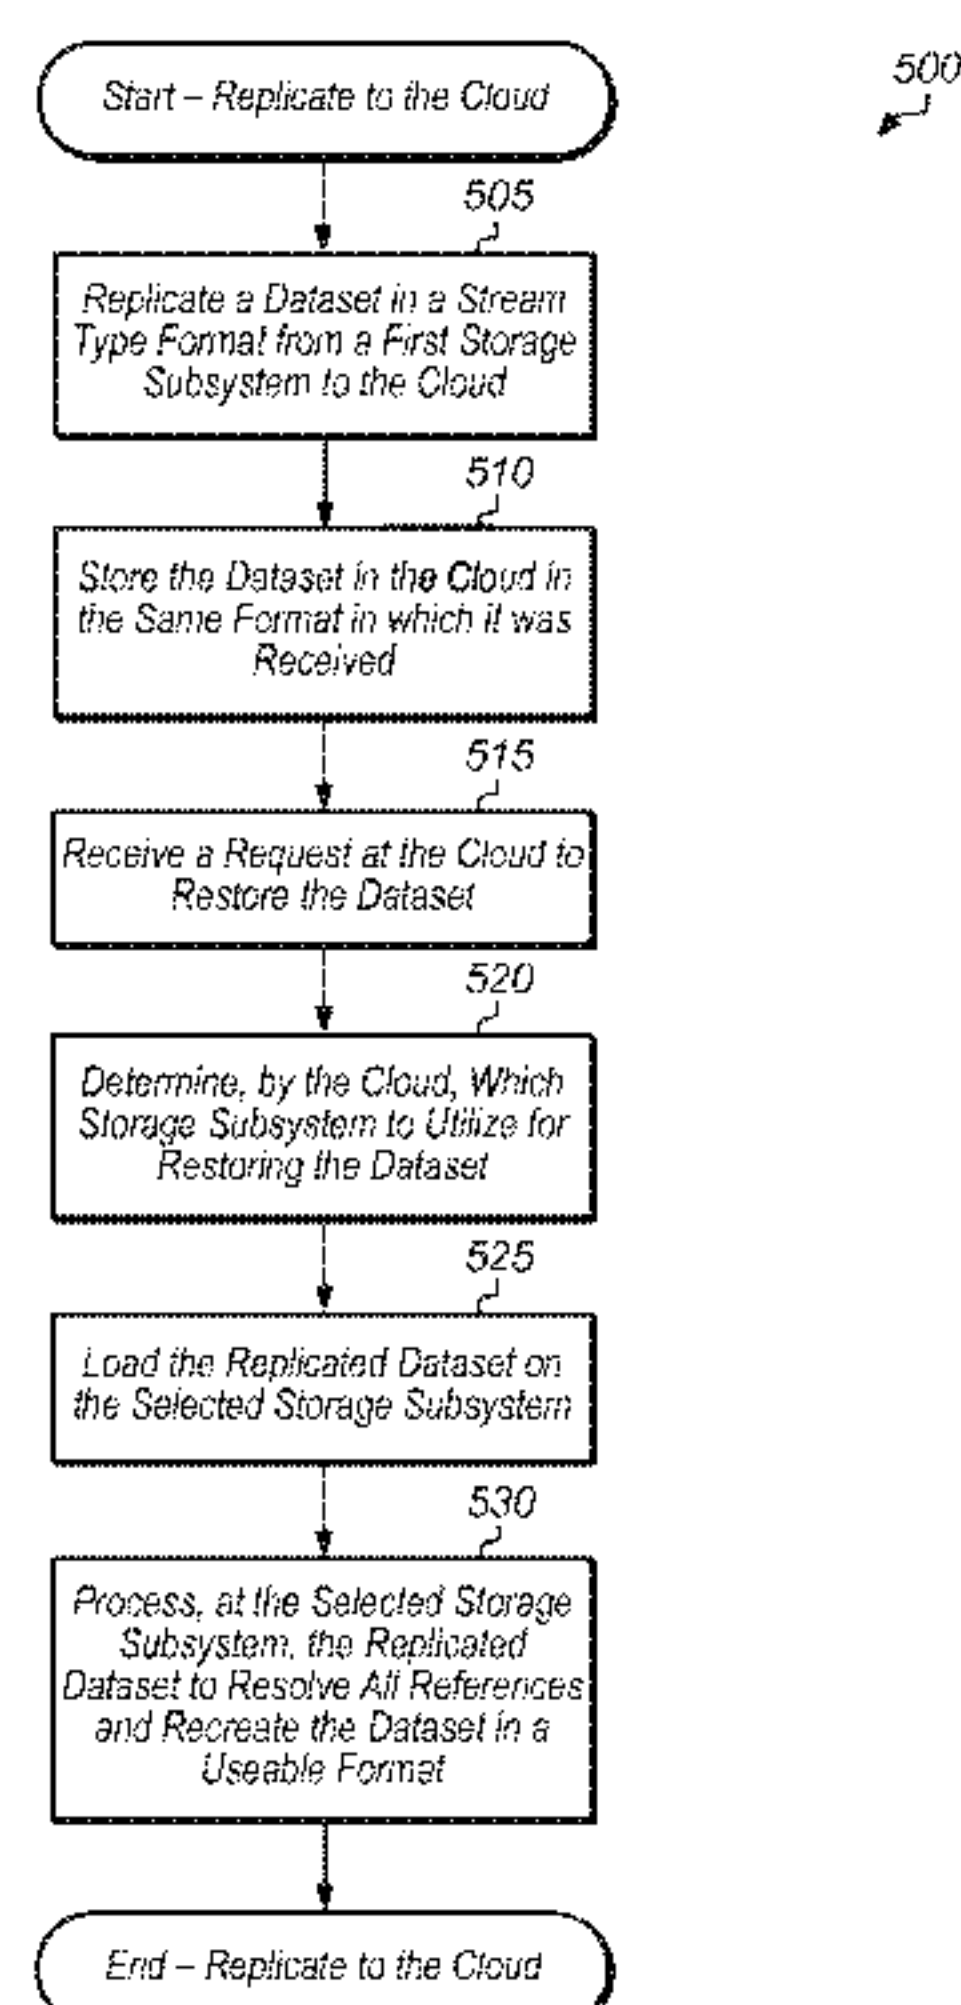 500
Start – Replicate to the Cloud
505
Replicate a Dataset in a Stream
Type Format from a First Storage
Subsystem to the Cloud
510
Store the Dataset in the Cloud in
the Same Format in which it was
Received
515
Receive a Request at the Cloud to
Restore the Dataset
520
Determine, by the Cloud, Which
Storage Subsystem to Utilize for
Restoring the Dataset
525
Load the Replicated Dataset on
the Selected Storage Subsystem
530
Process, at the Selected Storage
Subsystem, the Replicated
Dataset to Resolve All References
and Recreate the Dataset in a
Useable Format
End – Replicate to the Cloud